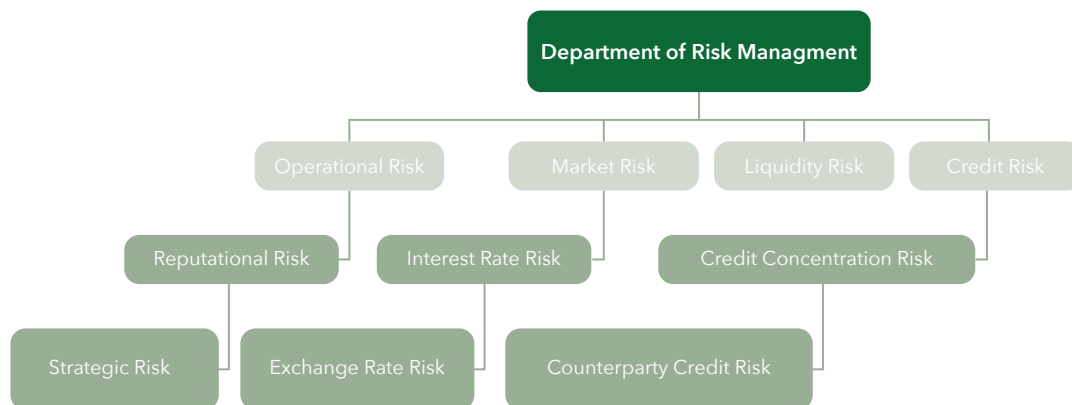 Department of Risk Managment
Operational Risk
Market Risk
Liquidity Risk
Credit Risk
Reputational Risk
Interest Rate Risk
Credit Concentration Risk
Strategic Risk
Exchange Rate Risk
Counterparty Credit Risk